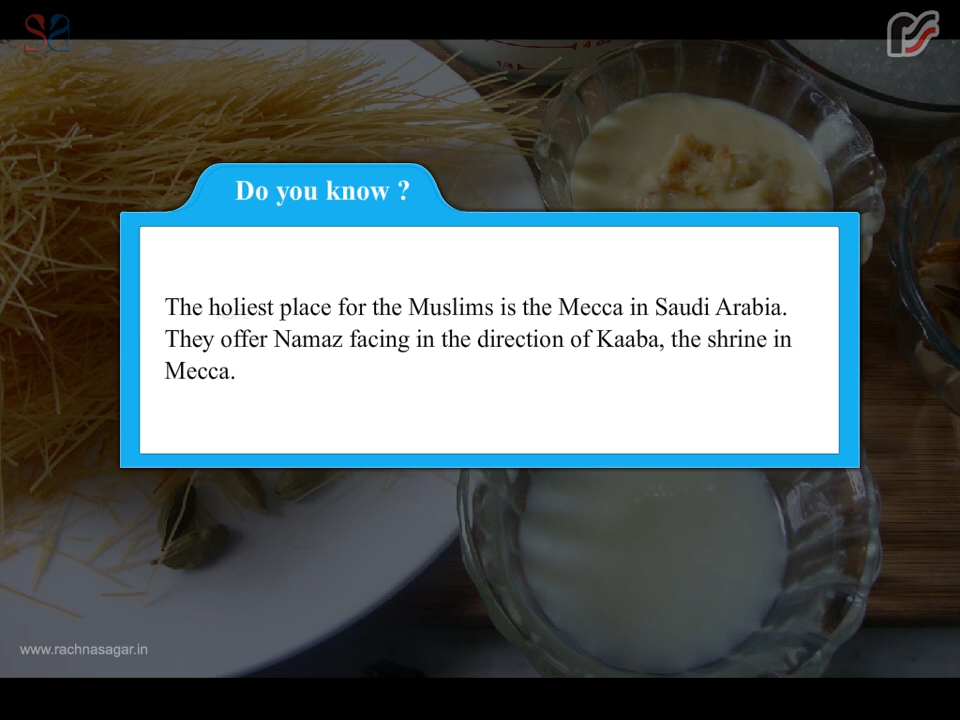 Do you know ?
The holiest place for the Muslims is the Mecca in Saudi Arabia.
They offer Namaz facing in the direction of Kaaba, the shrine in
Mecca.
www.rachnasagar.in